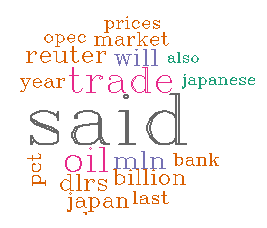 prices
opec market
reuter will also
year trade japanese
said
pct oil mln bank
dlrs billion
japan last